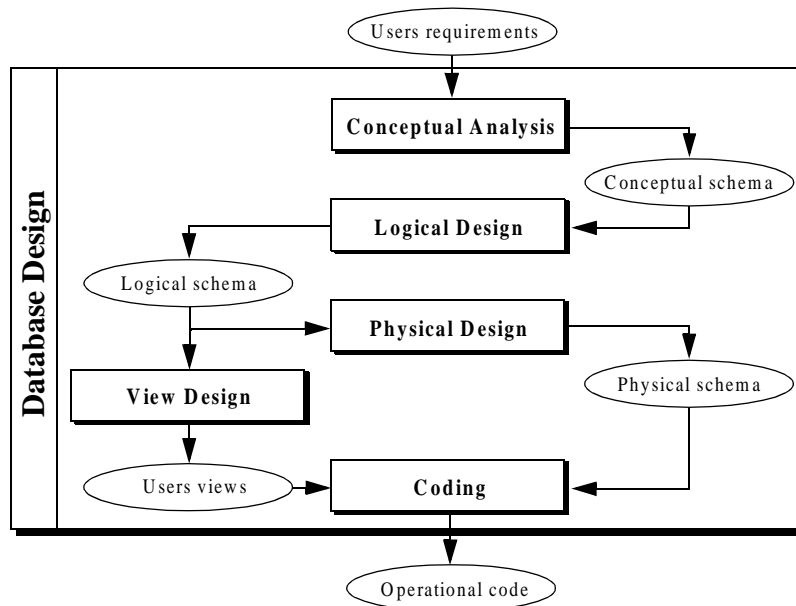 Users requirements
Database Design
Conceptual Analysis
Conceptual schema
Logical Design
Logical schema
Physical Design
Physical schema
View Design
Users views
Coding
Operational code